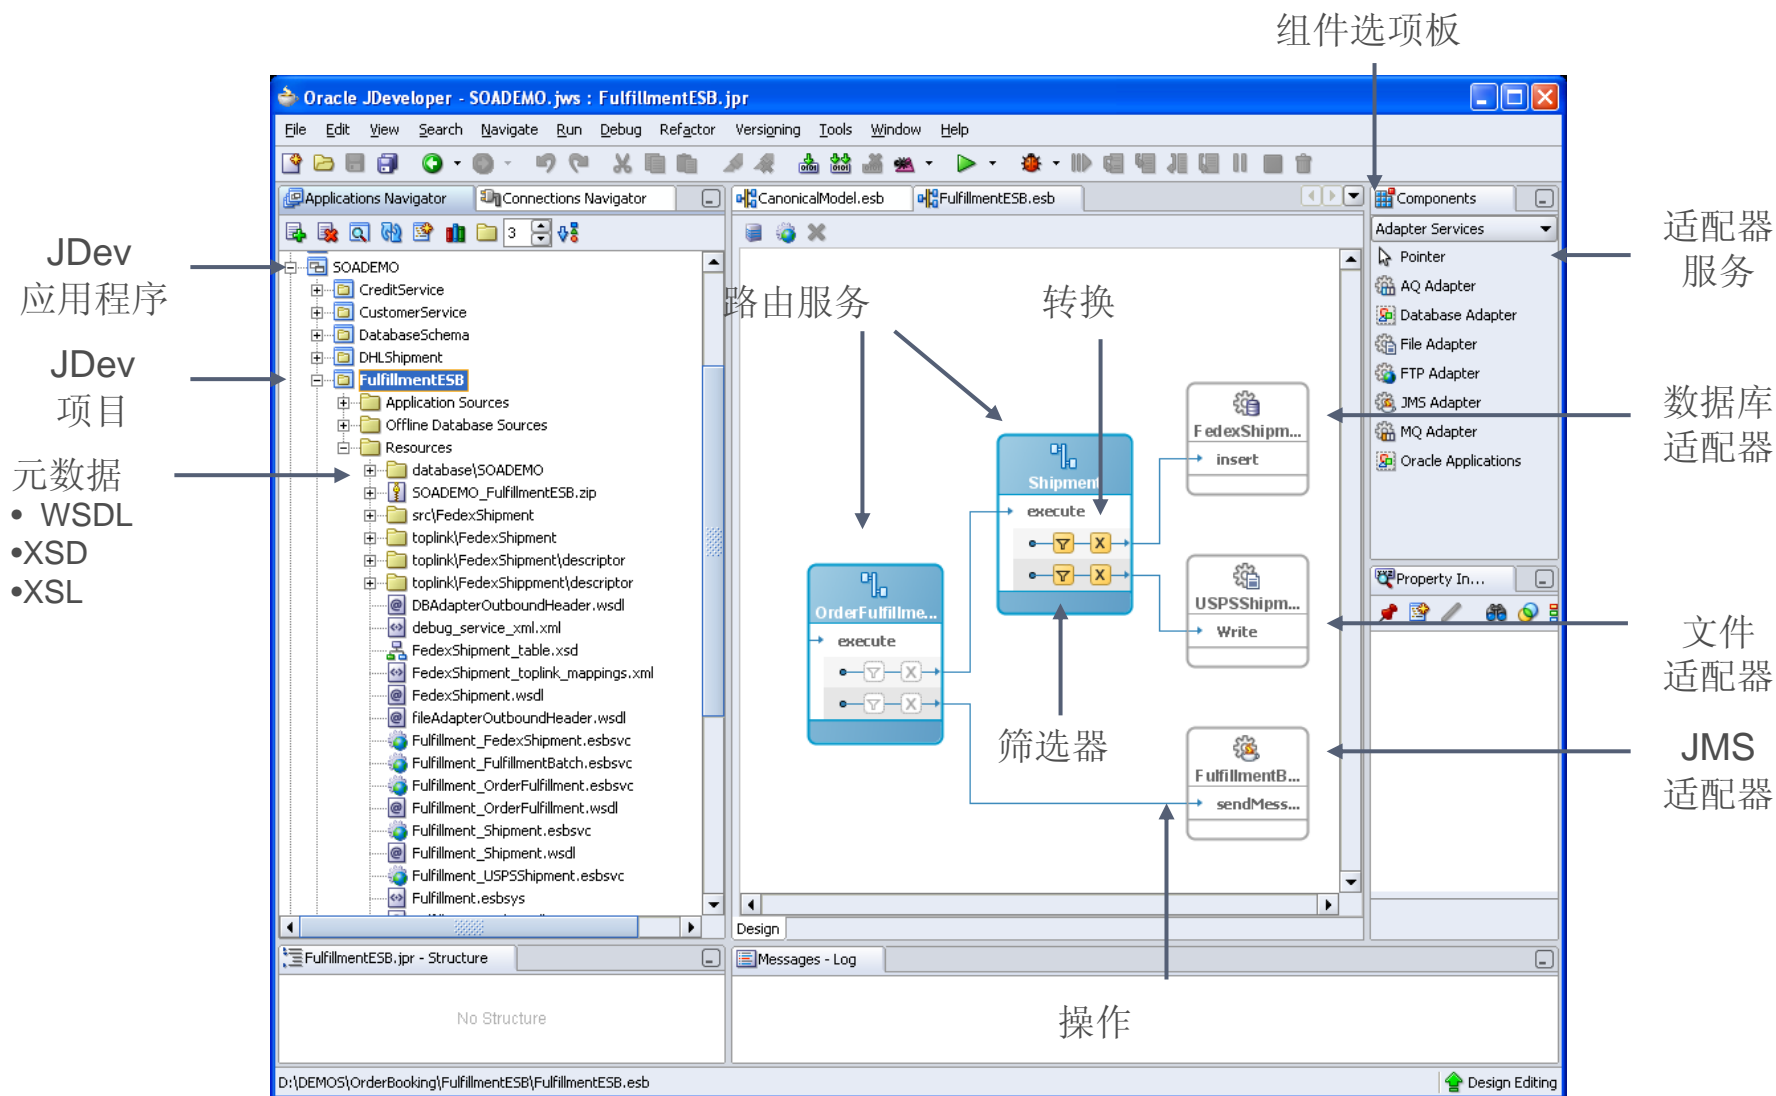 组件选项板
Oracle JDeveloper - SOADEMO.jws : FulfillmentESB.jpr
File Edit View Search Navigate Run Debug Refactor Versioning Tools Window Help
Applications Navigator
Connections Navigator
3
SOADEMO
CreditService
CustomerService
DatabaseSchema
DHLShipment
FulfillmentESB
Application Sources
Offline Database Sources
Resources
database\SOADEMO
SOADEMO_FulfillmentESB.zip
src\FedexShipment
toplink\FedexShipment
toplink\FedexShipment\descriptor
toplink\FedexShippment\descriptor
DBAdapterOutboundHeader.wsdl
debug_service_xml.xml
FedexShipment_table.xsd
FedexShipment_toplink_mappings.xml
FedexShipment.wsdl
fileAdapterOutboundHeader.wsdl
Fulfillment_FedexShipment.esbsvc
Fulfillment_FulfillmentBatch.esbsvc
Fulfillment_OrderFulfillment.esbsvc
Fulfillment_OrderFulfillment.wsdl
Fulfillment_Shipment.esbsvc
Fulfillment_Shipment.wsdl
Fulfillment_USPSShipment.esbsvc
Fulfillment.esbsys
JDev
应用程序
JDev
项目
元数据
• WSDL
•XSD
•XSL
CanonicalModel.esb
FulfillmentESB.esb
路由服务
转换
Shipment
execute
X
X
OrderFulfillme...
execute
X
X
FedexShipm...
insert
USPSShipm...
Write
FulfillmentB...
sendMess...
筛选器
操作
Design
Components
Adapter Services
Pointer
AQ Adapter
Database Adapter
File Adapter
FTP Adapter
JMS Adapter
MQ Adapter
Oracle Applications
Property In...
适配器
服务
数据库
适配器
文件
适配器
JMS
适配器
FulfillmentESB.jpr - Structure
No Structure
Messages - Log
D:\DEMOS\OrderBooking\FulfillmentESB\FulfillmentESB.esb
Design Editing